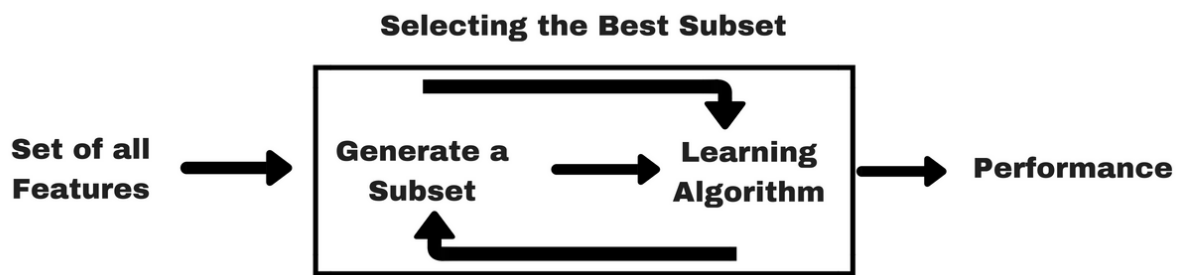 Selecting the Best Subset
Set of all
Features
Generate a
Subset
Learning
Algorithm
Performance